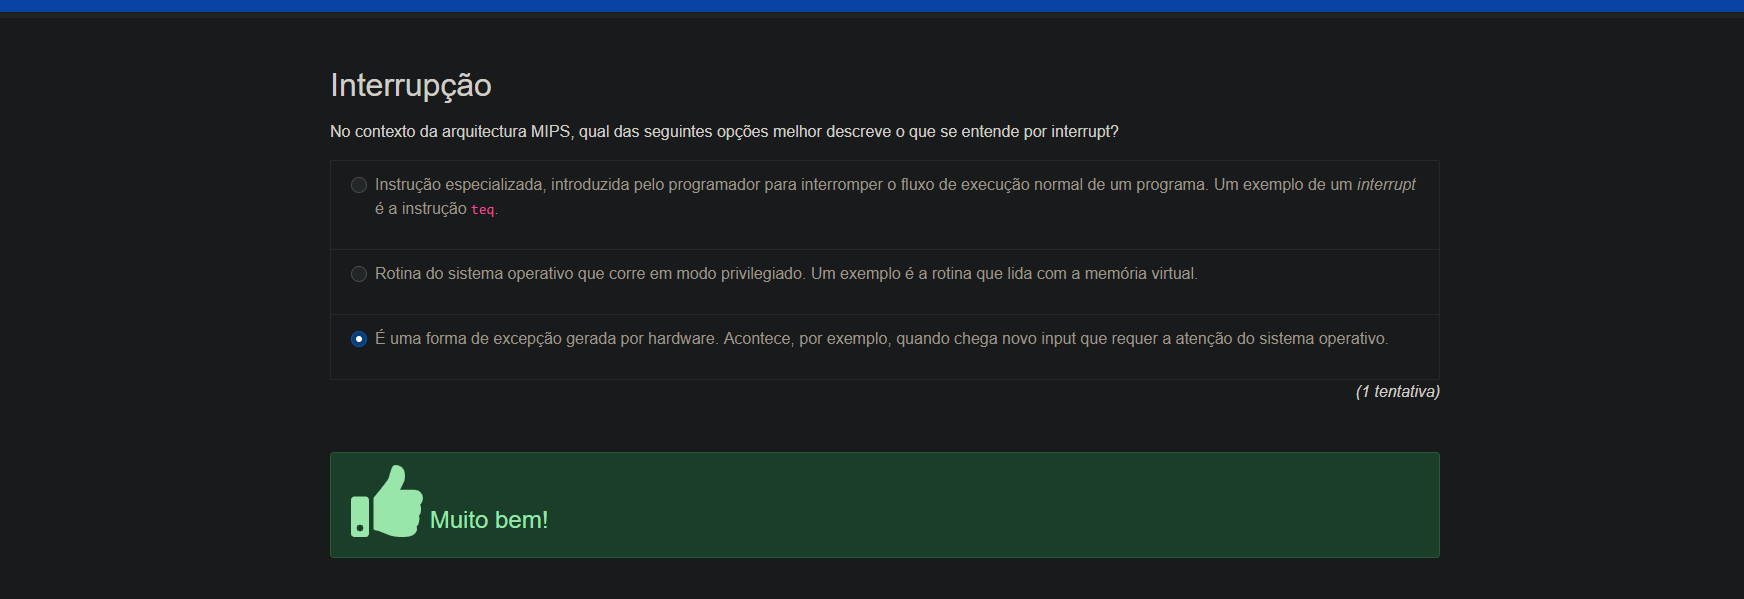 Interrupção
No contexto da arquitectura MIPS, qual das seguintes opções melhor descreve o que se entende por interrupt?
Instrução especializada, introduzida pelo programador para interromper o fluxo de execução normal de um programa. Um exemplo de um interrupt
é a instrução teq.
Rotina do sistema operativo que corre em modo privilegiado. Um exemplo é a rotina que lida com a memória virtual.
É uma forma de excepção gerada por hardware. Acontece, por exemplo, quando chega novo input que requer a atenção do sistema operativo.
(1 tentativa)
Muito bem!